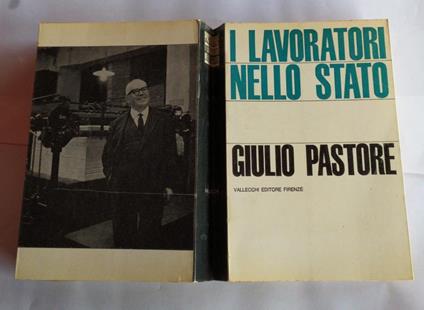 I LAVORATORI
NELLO STATO
GIULIO PASTORE
VALLECCHI EDITORE FIRENZE